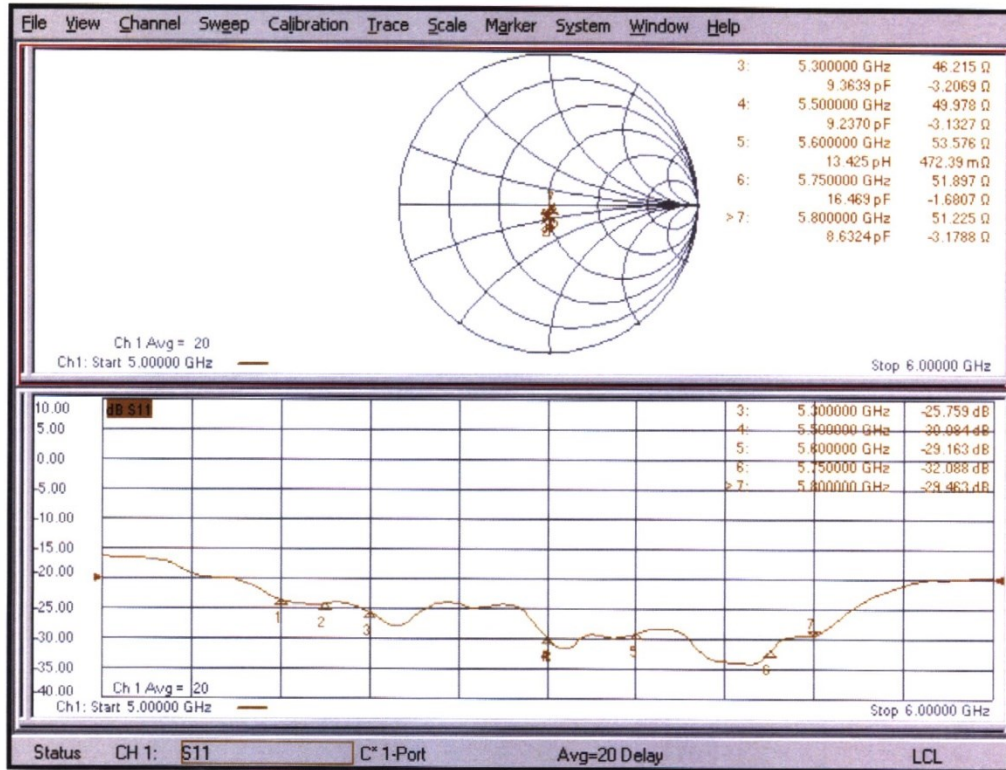 File View Channel Sweep Calibration Trace Scale Marker System Window Help
3: 5.300000 GHz 46.215 Ω
9.3639 pF -3.2069 Ω
4: 5.500000 GHz 49.978 Ω
9.2370 pF -3.1327 Ω
5: 5.600000 GHz 53.576 Ω
13.425 pH 472.39 mΩ
6: 5.750000 GHz 51.897 Ω
16.469 pF -1.6807 Ω
>7: 5.800000 GHz 51.225 Ω
8.6324 pF -3.1788 Ω
Ch 1 Avg = 20
Ch1: Start 5.00000 GHz
Stop 6.00000 GHz
10.00 dB S11
5.00
0.00
-5.00
-10.00
-15.00
-20.00
-25.00
-30.00
-35.00
-40.00
3: 5.300000 GHz -25.759 dB
4: 5.500000 GHz -30.084 dB
5: 5.600000 GHz -29.163 dB
6: 5.750000 GHz -32.088 dB
>7: 5.800000 GHz -29.463 dB
1 2 3 5 6 7
Ch 1 Avg = 20
Ch1: Start 5.00000 GHz
Stop 6.00000 GHz
Status CH 1: S11 C* 1-Port Avg=20 Delay LCL